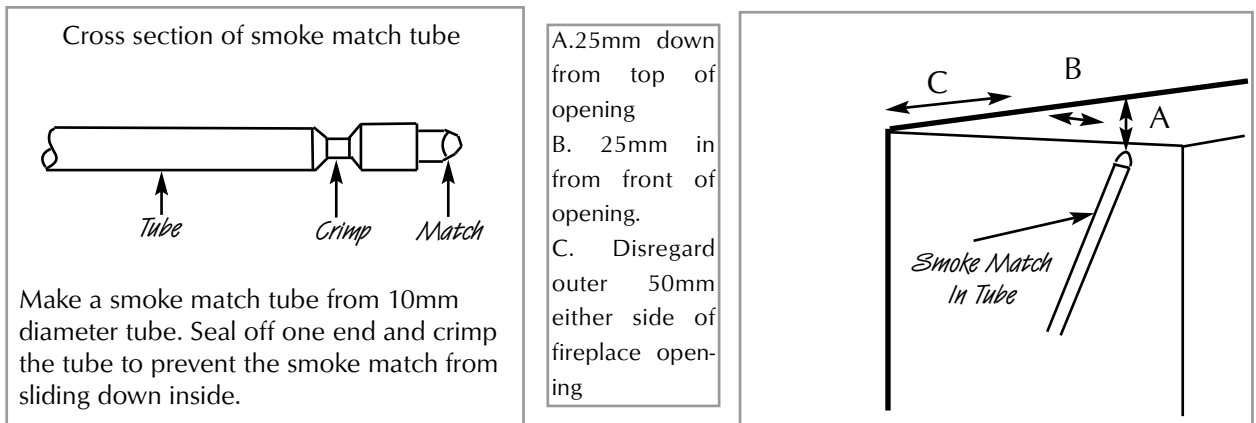 Cross section of smoke match tube
Tube
Crimp
Match
Make a smoke match tube from 10mm
diameter tube. Seal off one end and crimp
the tube to prevent the smoke match from
sliding down inside.
A.25mm down
from top of
opening
B. 25mm in
from front of
opening.
C. Disregard
outer 50mm
either side of
fireplace open-
ing
C
B
A
Smoke Match
In Tube